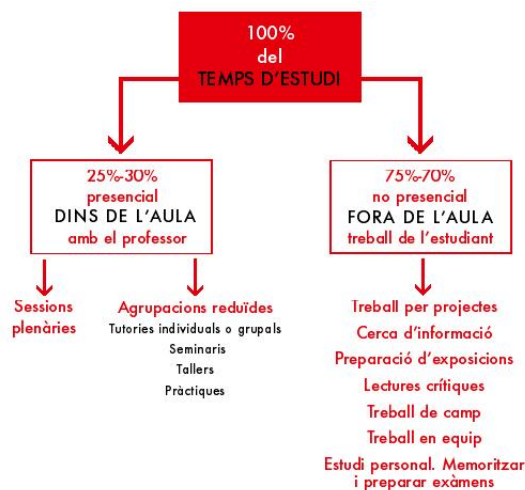 100%
del
TEMPS D'ESTUDI
25%-30%
presencial
DINS DE L'AULA
amb el professor
75%-70%
no presencial
FORA DE L'AULA
treball de l'estudiant
Sessions
plenàries
Agrupacions reduïdes
Tutories individuals o grupals
Seminaris
Tallers
Pràctiques
Treball per projectes
Cerca d'informació
Preparació d'exposicions
Lectures crítiques
Treball de camp
Treball en equip
Estudi personal. Memoritzar
i preparar exàmens